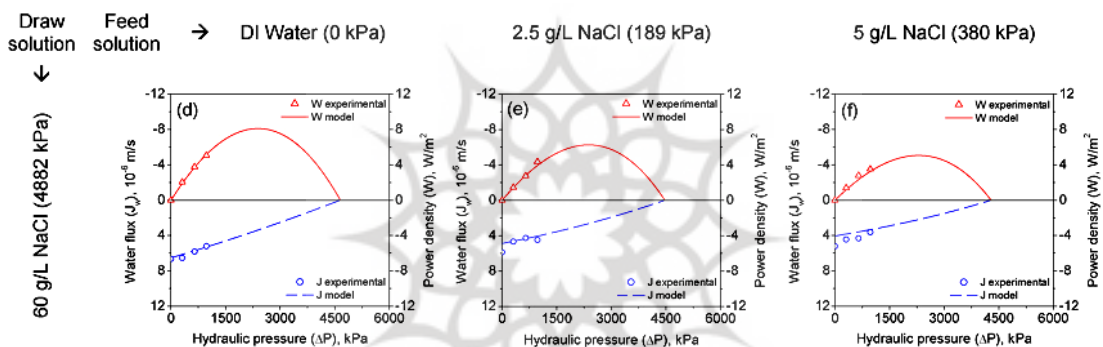 Draw solution Feed solution → DI Water (0 kPa) 2.5 g/L NaCl (189 kPa) 5 g/L NaCl (380 kPa)
↓
60 g/L NaCl (4882 kPa)
(d)
W experimental
W model
J experimental
J model
-12
-8
-4
0
4
8
12
Water flux (Jw), 10⁻⁶ m/s
12
8
4
0
-4
-8
-12
Power density (W), W/m²
0 1500 3000 4500 6000
Hydraulic pressure (ΔP), kPa
(e)
W experimental
W model
J experimental
J model
-12
-8
-4
0
4
8
12
Water flux (Jw), 10⁻⁶ m/s
12
8
4
0
-4
-8
-12
Power density (W), W/m²
0 1500 3000 4500 6000
Hydraulic pressure (ΔP), kPa
(f)
W experimental
W model
J experimental
J model
-12
-8
-4
0
4
8
12
Water flux (Jw), 10⁻⁶ m/s
12
8
4
0
-4
-8
-12
Power density (W), W/m²
0 1500 3000 4500 6000
Hydraulic pressure (ΔP), kPa